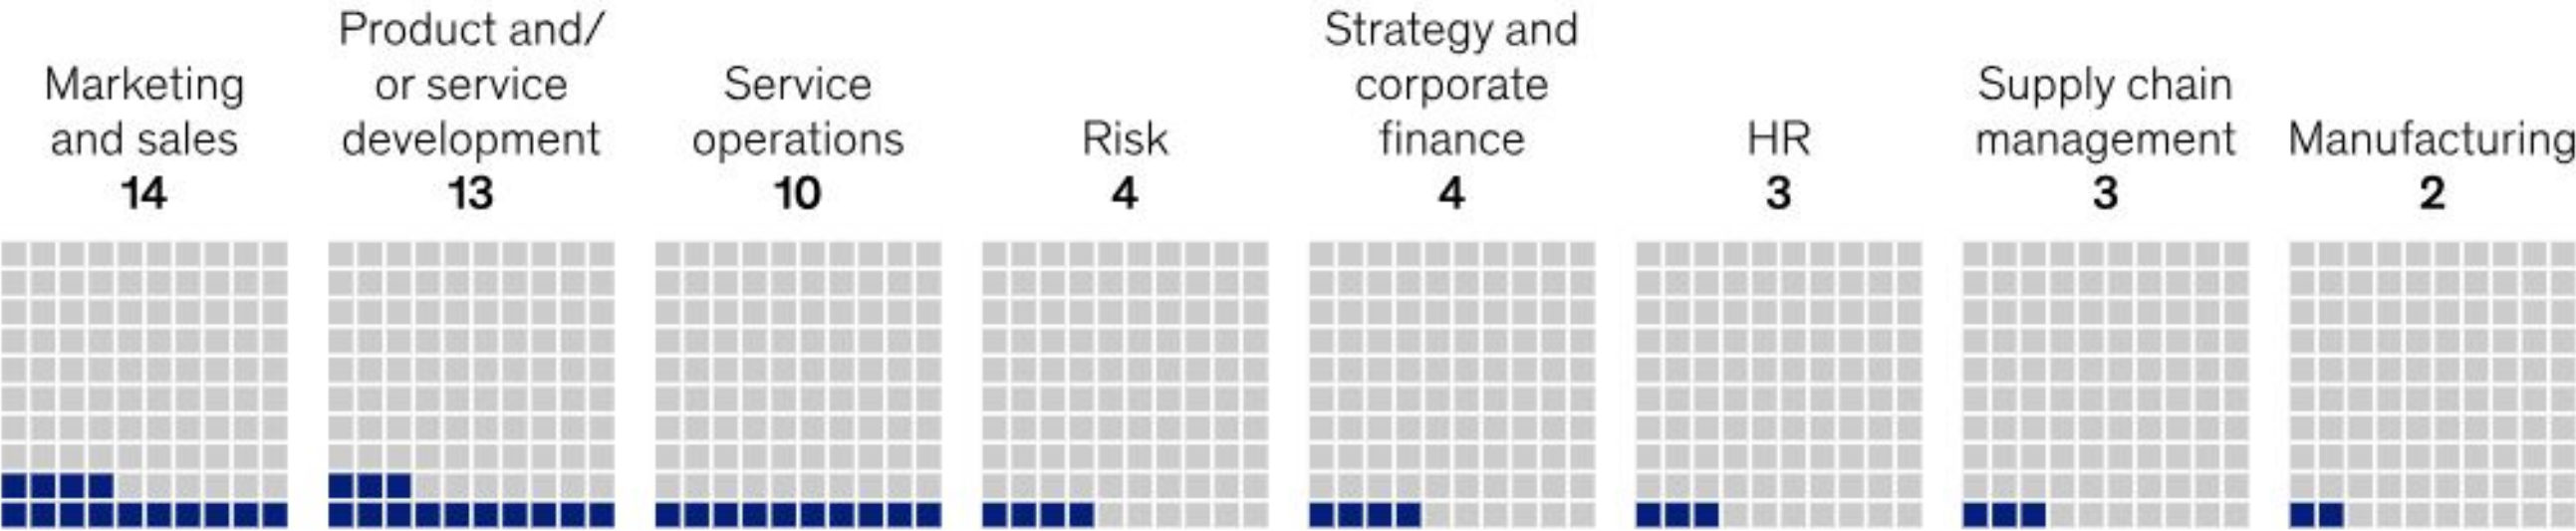 Marketing
and sales
14
Product and/
or service
development
13
Service
operations
10
Risk
4
Strategy and
corporate
finance
4
HR
3
Supply chain
management
3
Manufacturing
2